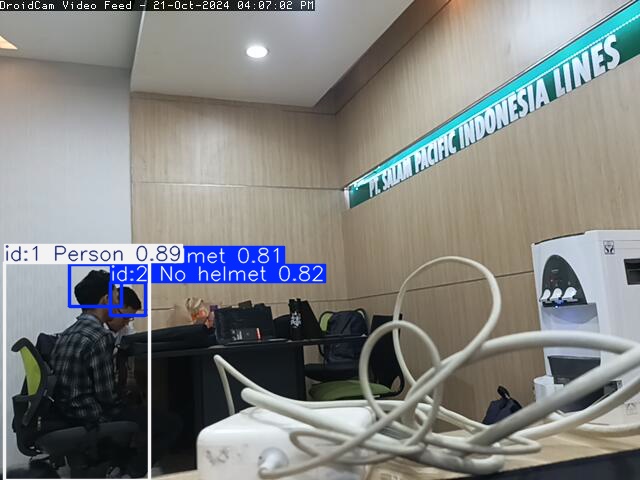 DroidCam Video Feed - 21-Oct-2024 04:07:02 PM
PT. SALAM PACIFIC INDONESIA LINES
id:1 Person 0.89
lmet 0.81
id:2 No helmet 0.82